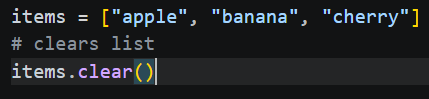 items = ["apple", "banana", "cherry"]
# clears list
items.clear()